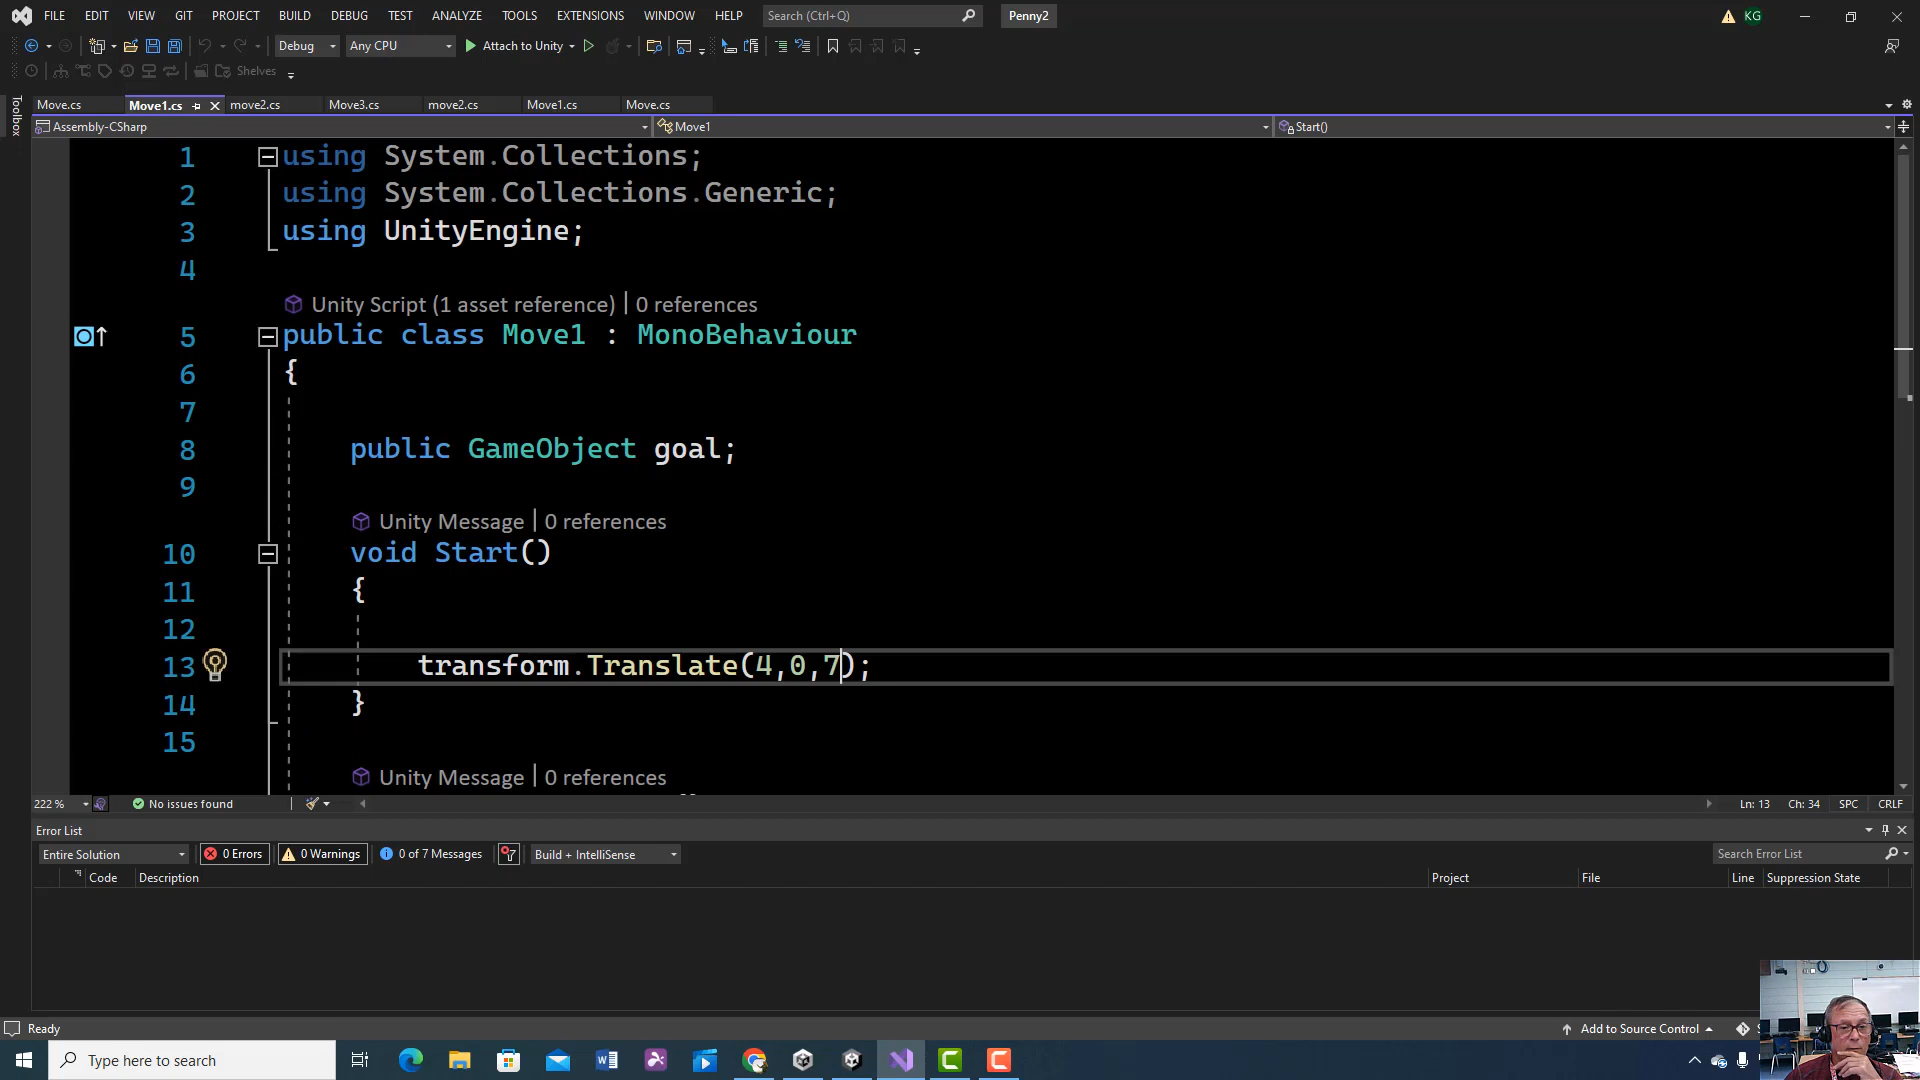 FILE EDIT VIEW GIT PROJECT BUILD DEBUG TEST ANALYZE TOOLS EXTENSIONS WINDOW HELP Search (Ctrl+Q) Penny2 KG
Debug Any CPU Attach to Unity
Shelves
Toolbox
Move.cs Move1.cs move2.cs Move3.cs move2.cs Move1.cs Move.cs
Assembly-CSharp Move1 Start()
1 using System.Collections;
2 using System.Collections.Generic;
3 using UnityEngine;
4
Unity Script (1 asset reference) | 0 references
5 public class Move1 : MonoBehaviour
6 {
7
8 public GameObject goal;
9
Unity Message | 0 references
10 void Start()
11 {
12
13 transform.Translate(4,0,7);
14 }
15
Unity Message | 0 references
222 % No issues found Ln: 13 Ch: 34 SPC CRLF
Error List
Entire Solution 0 Errors 0 Warnings 0 of 7 Messages Build + IntelliSense Search Error List
Code Description Project File Line Suppression State
Ready Add to Source Control
Type here to search